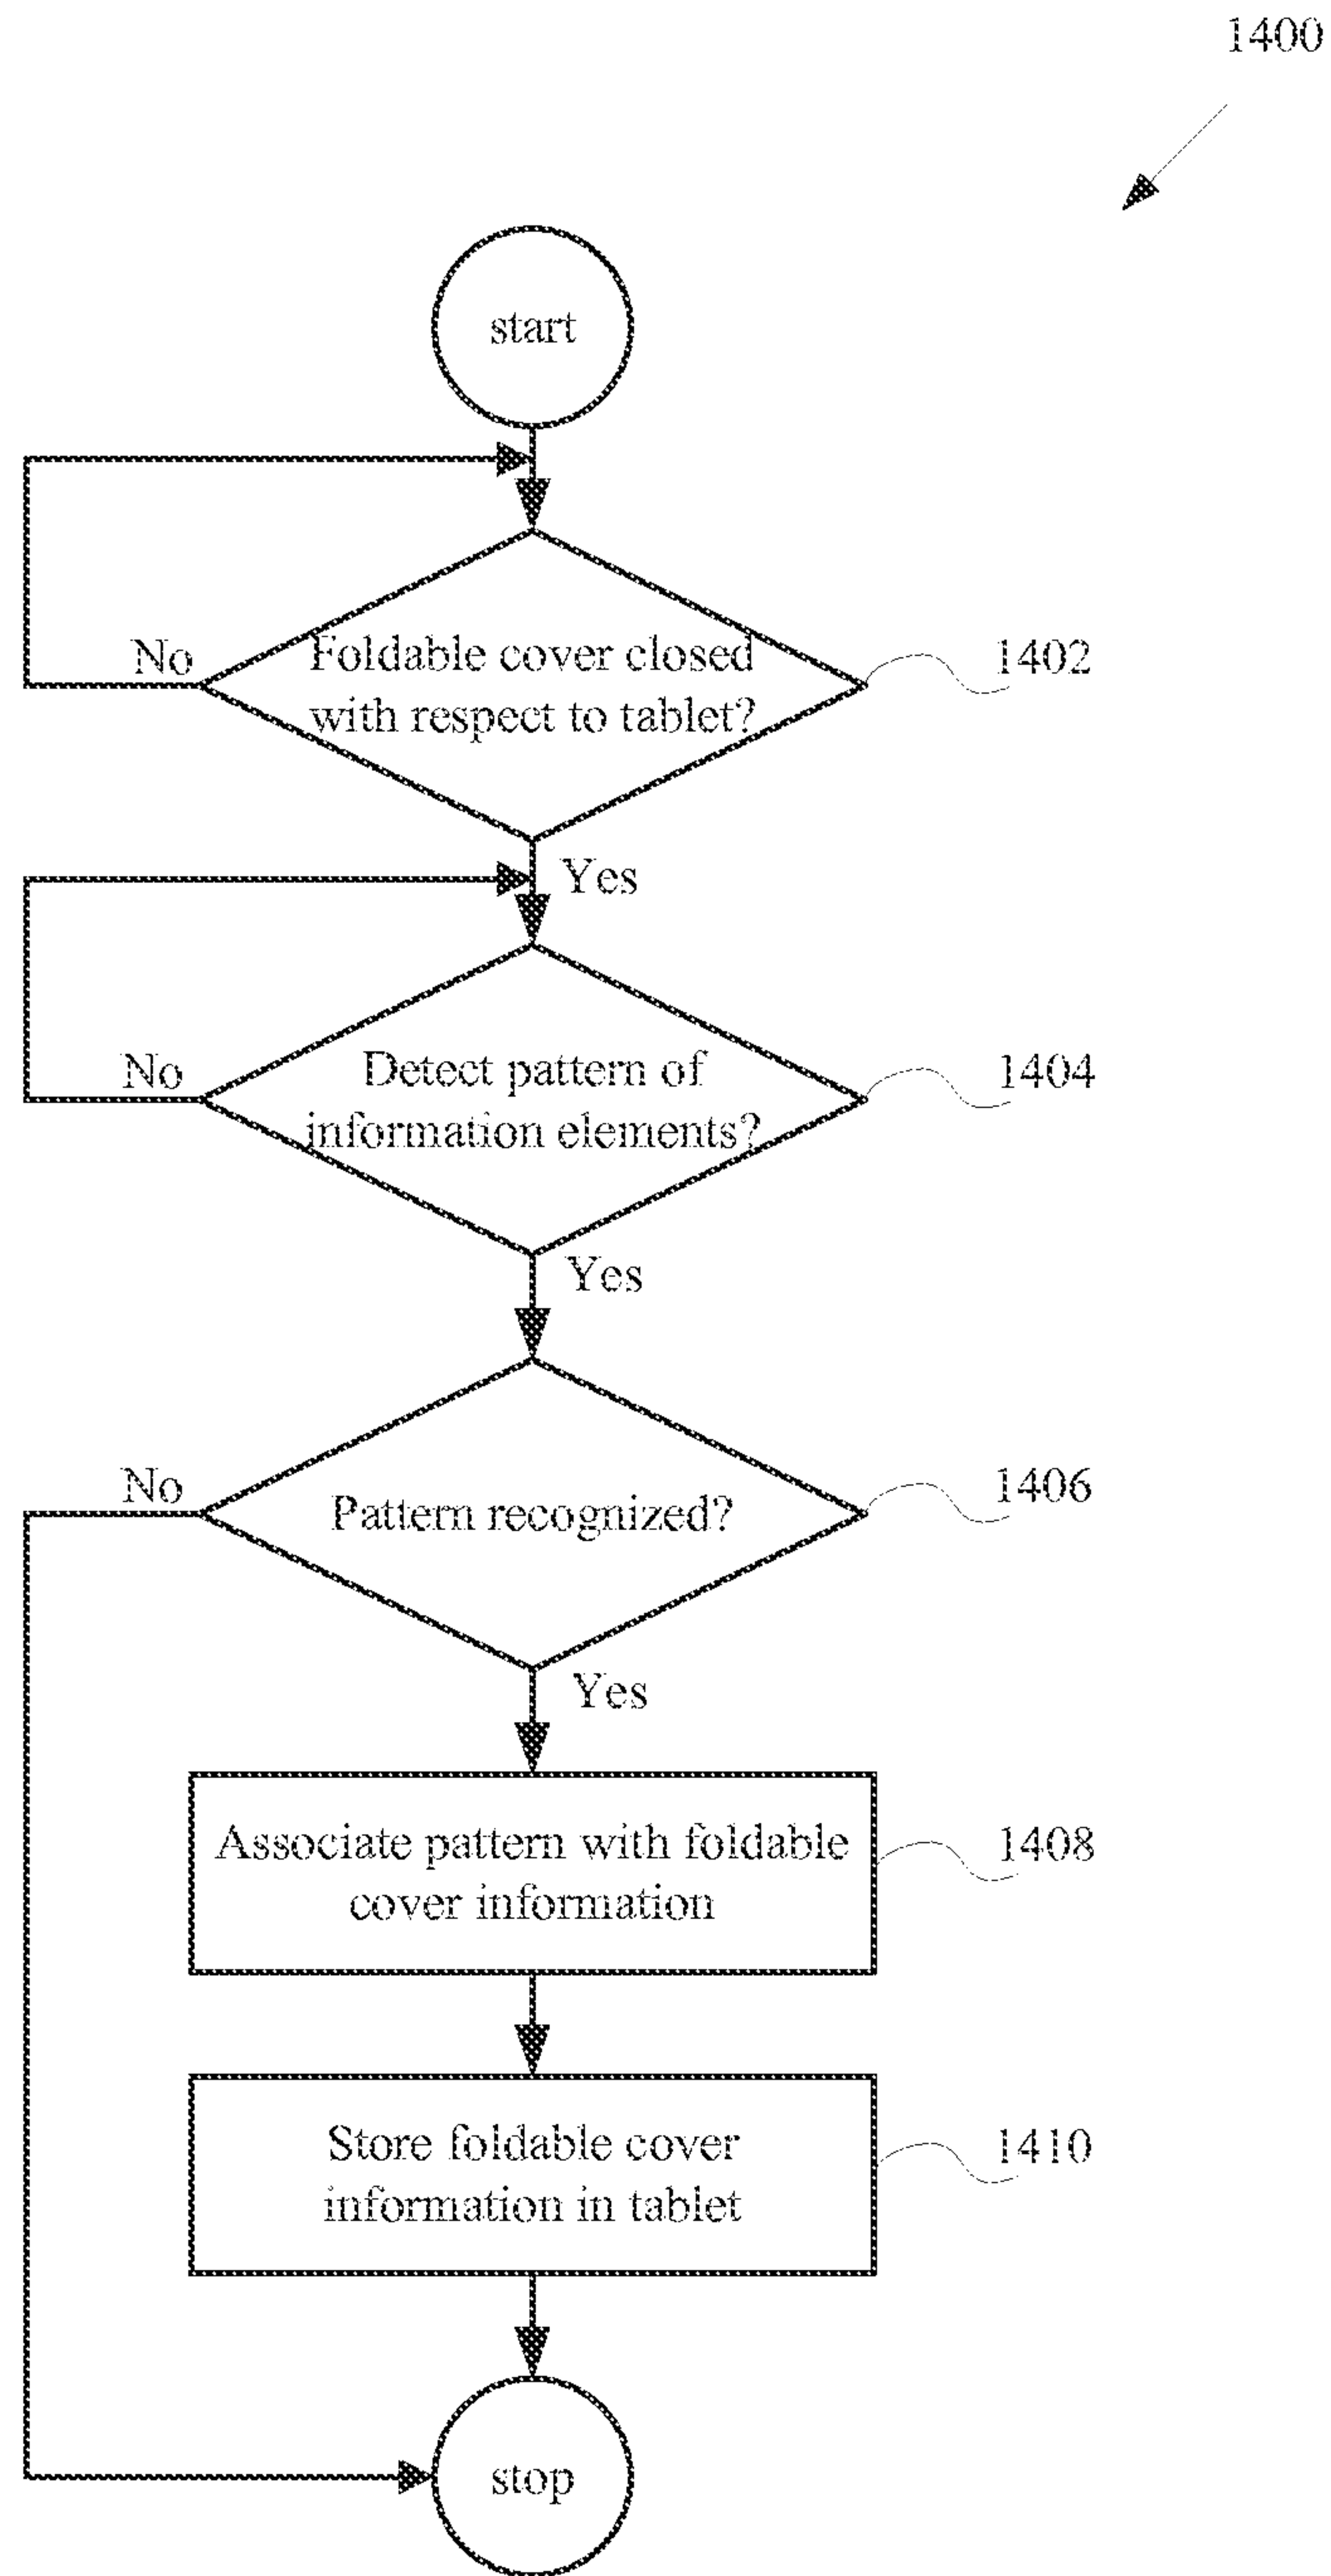 1400
start
No
Foldable cover closed
with respect to tablet?
1402
Yes
No
Detect pattern of
information elements?
1404
Yes
No
Pattern recognized?
1406
Yes
Associate pattern with foldable
cover information
1408
Store foldable cover
information in tablet
1410
stop